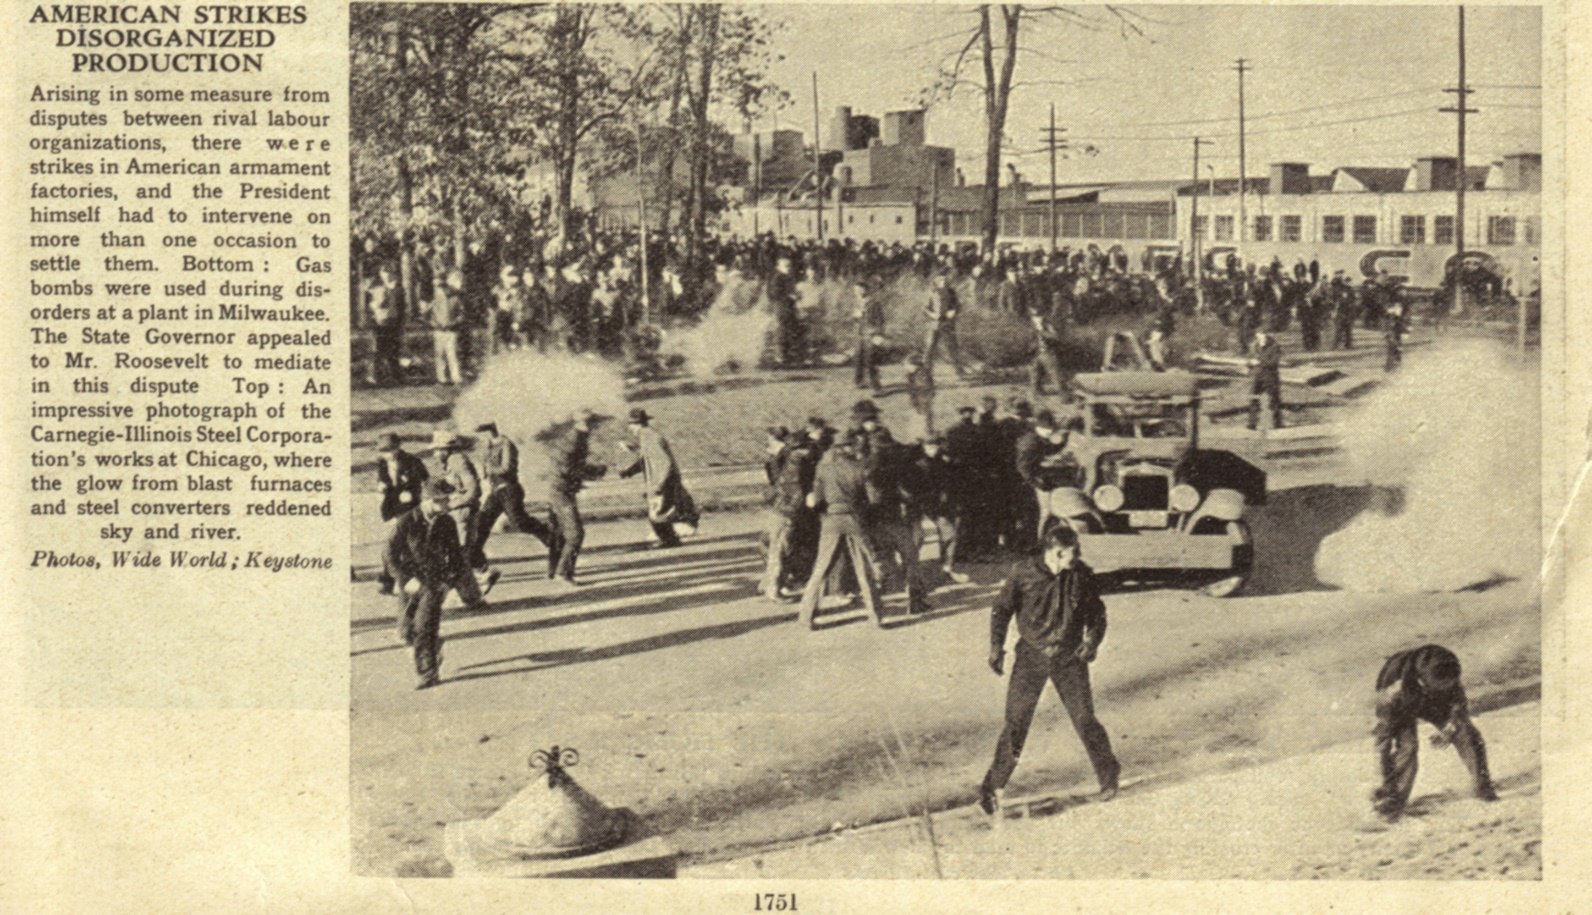 AMERICAN STRIKES
DISORGANIZED
PRODUCTION
Arising in some measure from
disputes between rival labour
organizations, there were
strikes in American armament
factories, and the President
himself had to intervene on
more than one occasion to
settle them. Bottom : Gas
bombs were used during dis-
orders at a plant in Milwaukee.
The State Governor appealed
to Mr. Roosevelt to mediate
in this dispute Top : An
impressive photograph of the
Carnegie-Illinois Steel Corpora-
tion's works at Chicago, where
the glow from blast furnaces
and steel converters reddened
sky and river.
Photos, Wide World ; Keystone
1751